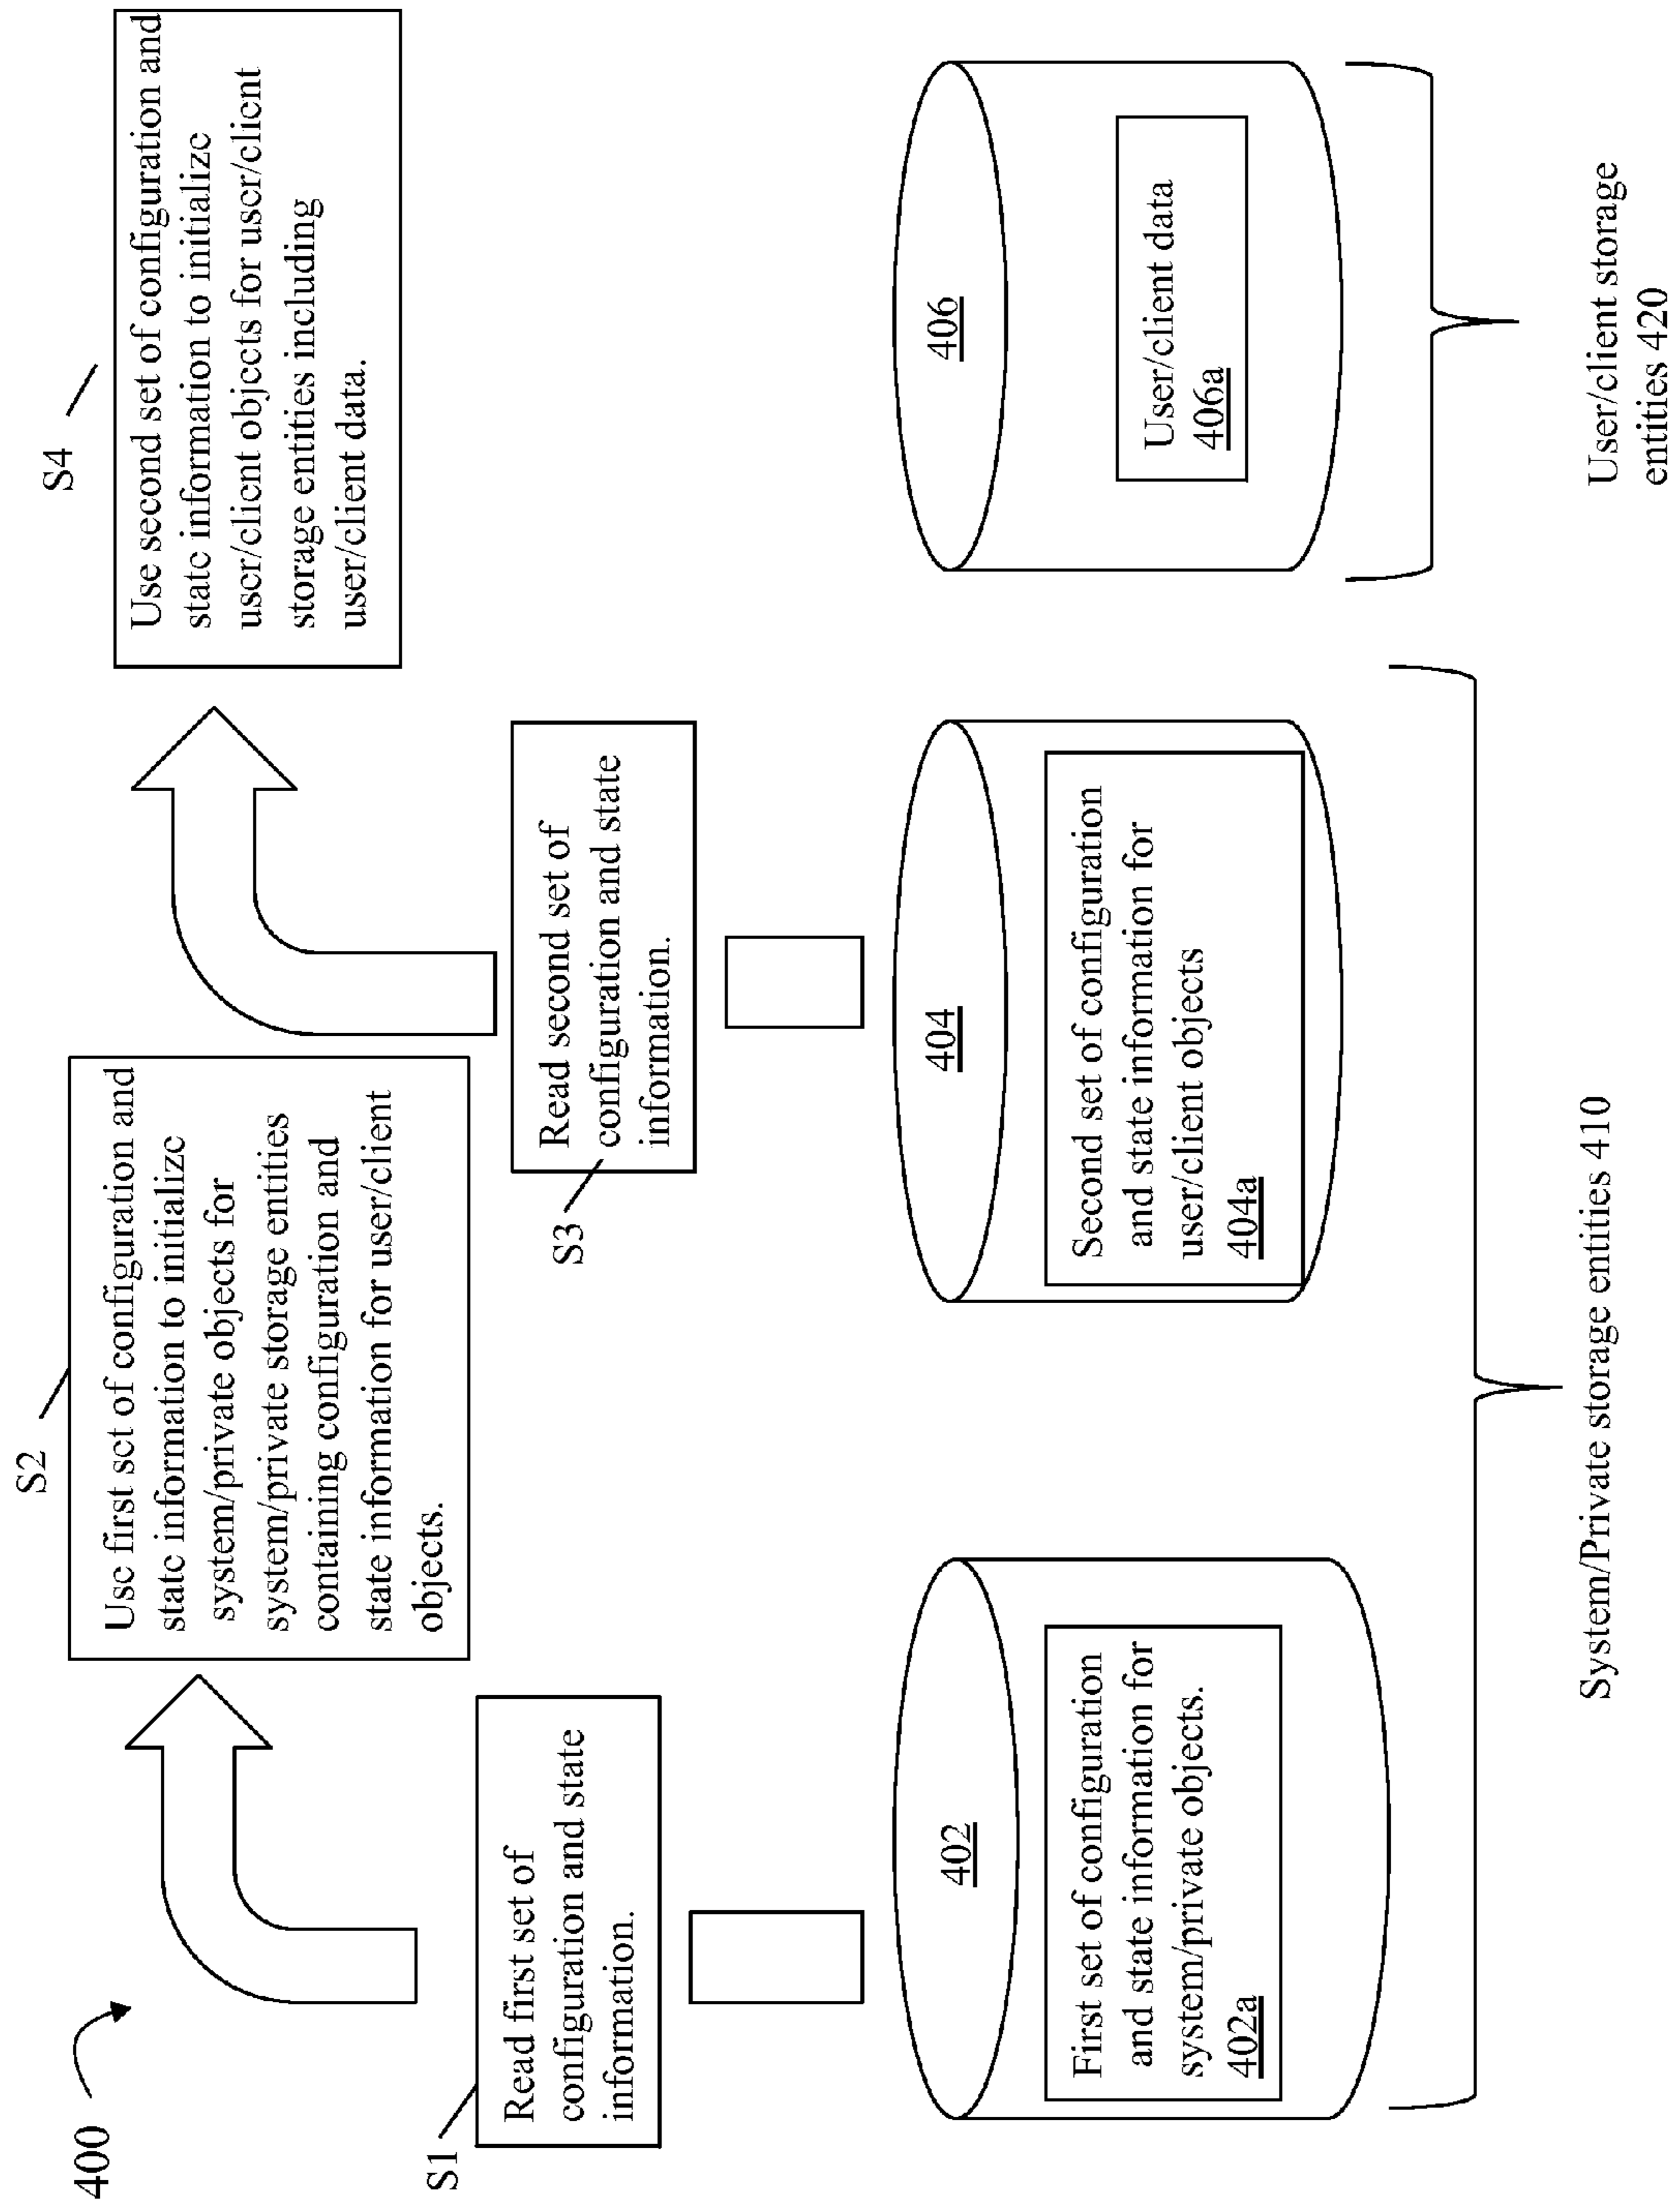 400
S1
Read first set of
configuration and state
information.
S2
Use first set of configuration and
state information to initialize
system/private objects for
system/private storage entities
containing configuration and
state information for user/client
objects.
S3
Read second set of
configuration and state
information.
S4
Use second set of configuration and
state information to initialize
user/client objects for user/client
storage entities including
user/client data.
402
First set of configuration
and state information for
system/private objects.
402a
404
Second set of configuration
and state information for
user/client objects
404a
406
User/client data
406a
System/Private storage entities 410
User/client storage
entities 420